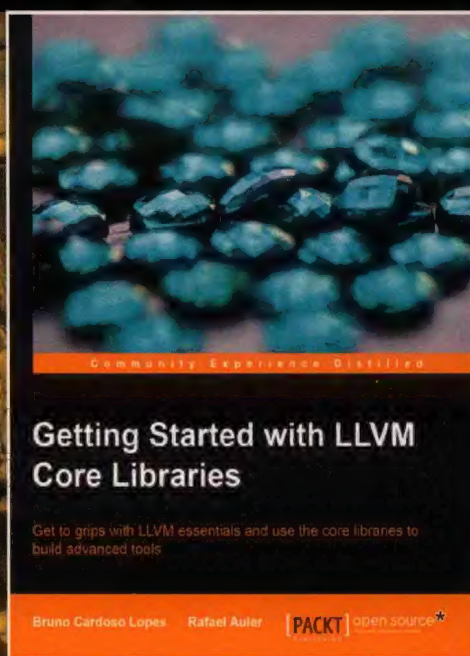 Community Experience Distilled
Getting Started with LLVM
Core Libraries
Get to grips with LLVM essentials and use the core libraries to
build advanced tools
Bruno Cardoso Lopes Rafael Auler [PACKT] open source*